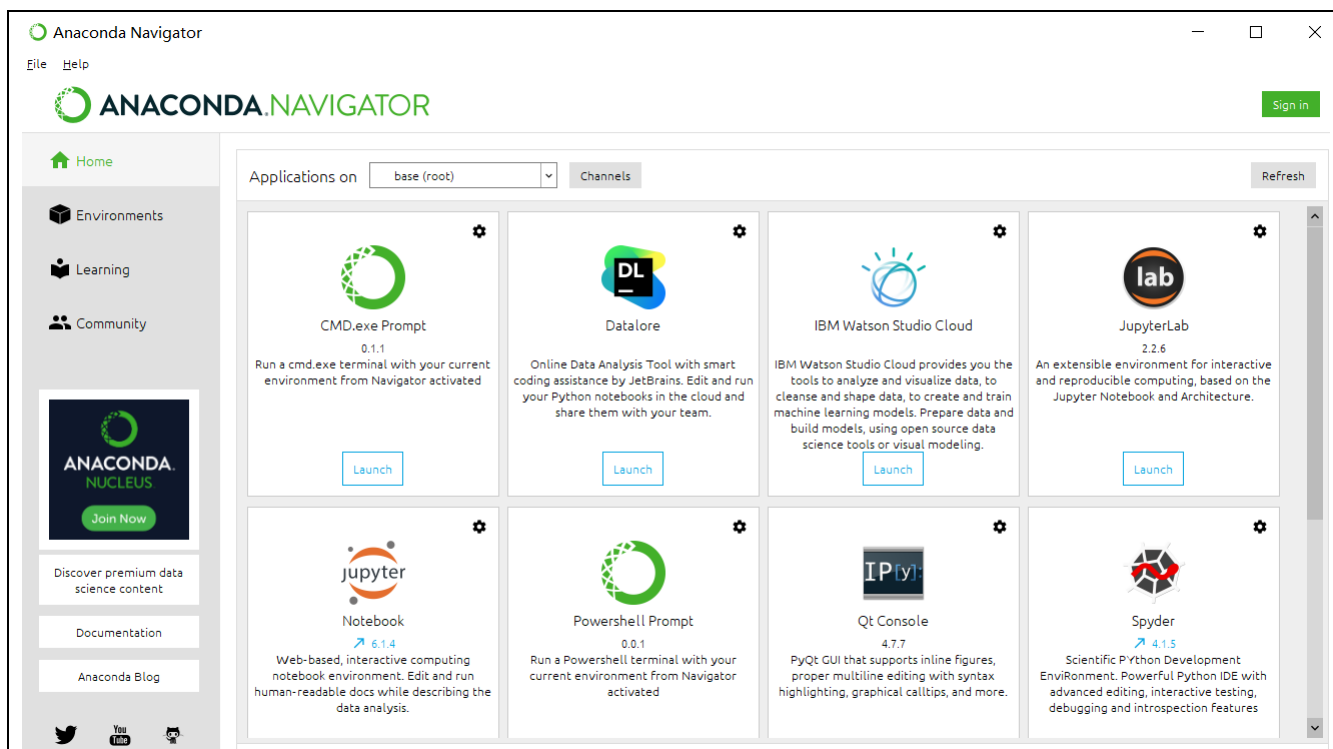 Anaconda Navigator
File Help
ANACONDA.NAVIGATOR
Sign in
Home
Environments
Learning
Community
ANACONDA.
NUCLEUS
Join Now
Discover premium data
science content
Documentation
Anaconda Blog
You
Tube
Applications on base (root) Channels Refresh
CMD.exe Prompt
0.1.1
Run a cmd.exe terminal with your current
environment from Navigator activated
Launch
DL
Datalore
Online Data Analysis Tool with smart
coding assistance by JetBrains. Edit and run
your Python notebooks in the cloud and
share them with your team.
Launch
IBM Watson Studio Cloud
IBM Watson Studio Cloud provides you the
tools to analyze and visualize data, to
cleanse and shape data, to create and train
machine learning models. Prepare data and
build models, using open source data
science tools or visual modeling.
Launch
lab
JupyterLab
2.2.6
An extensible environment for interactive
and reproducible computing, based on the
Jupyter Notebook and Architecture.
Launch
jupyter
Notebook
6.1.4
Web-based, interactive computing
notebook environment. Edit and run
human-readable docs while describing the
data analysis.
Powershell Prompt
0.0.1
Run a Powershell terminal with your
current environment from Navigator
activated
IP[y]:
Qt Console
4.7.7
PyQt GUI that supports inline figures,
proper multiline editing with syntax
highlighting, graphical calltips, and more.
Spyder
4.1.5
Scientific PYthon Development
EnviRonment. Powerful Python IDE with
advanced editing, interactive testing,
debugging and introspection features